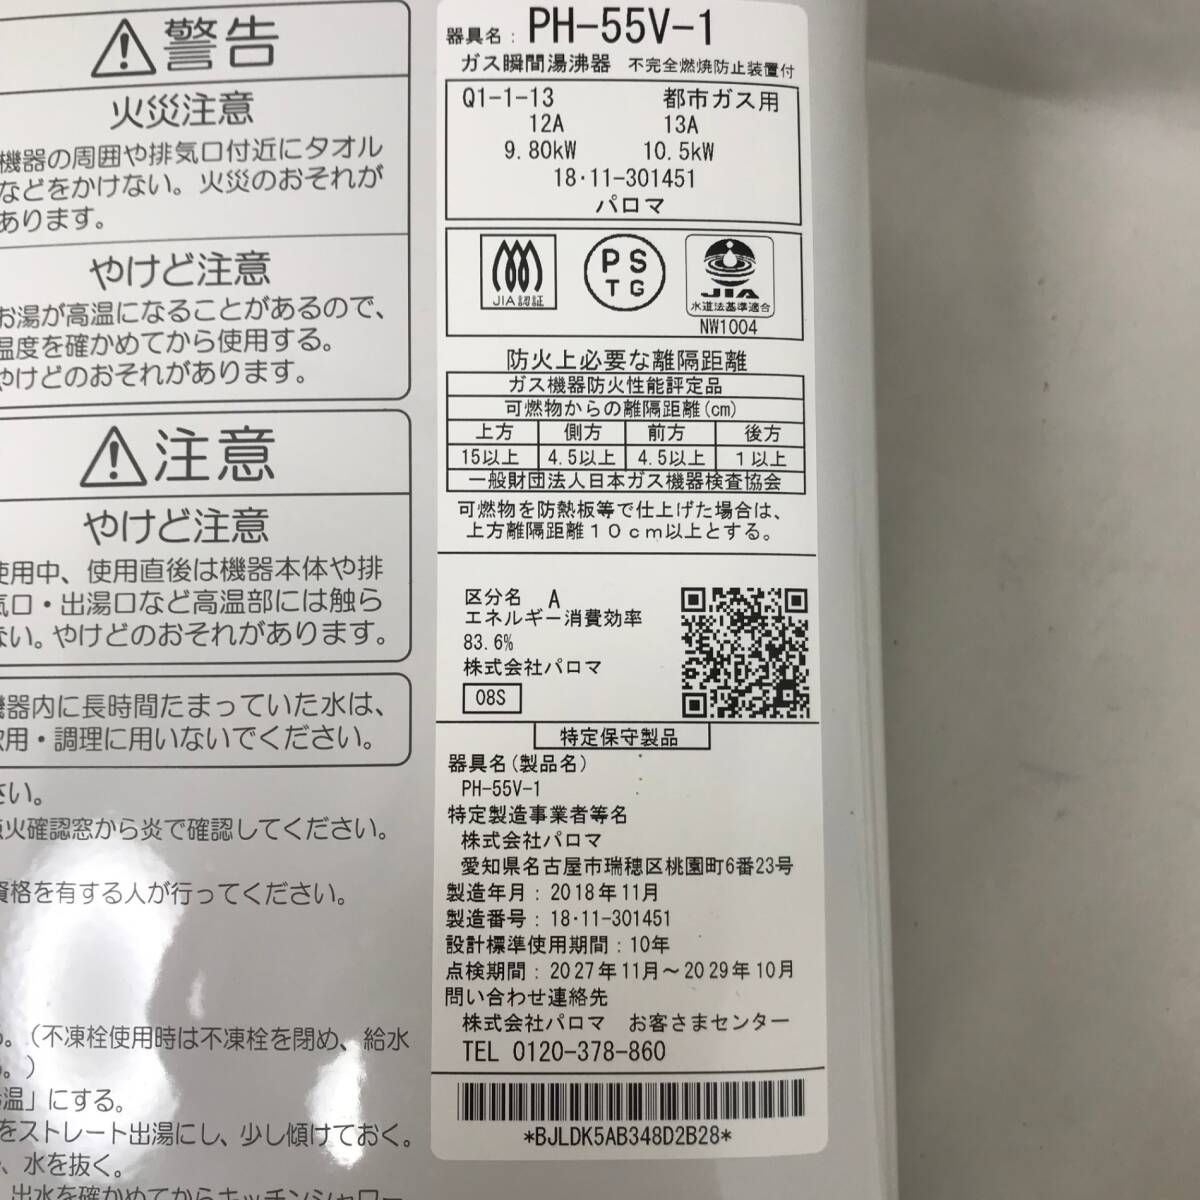 警告
火災注意
機器の周囲や排気口付近にタオル
などをかけない。火災のおそれが
あります。
やけど注意
お湯が高温になることがあるので、
温度を確かめてから使用する。
やけどのおそれがあります。
注意
やけど注意
使用中、使用直後は機器本体や排
気口・出湯口など高温部には触ら
ない。やけどのおそれがあります。
機器内に長時間たまっていた水は、
飲用・調理に用いないでください。
さい。
点火確認窓から炎で確認してください。
資格を有する人が行ってください。
。(不凍栓使用時は不凍栓を閉め、給水
。)
温」にする。
をストレート出湯にし、少し傾けておく。
、水を抜く。
出水を確かめてからキッチンシャワー
器具名: PH-55V-1
ガス瞬間湯沸器 不完全燃焼防止装置付
Q1-1-13 都市ガス用
12A 13A
9.80kW 10.5kW
18・11-301451
パロマ
JIA認証
PS
TG
JIA
水道法基準適合
NW1004
防火上必要な離隔距離
ガス機器防火性能評定品
可燃物からの離隔距離(cm)
上方 側方 前方 後方
15以上 4.5以上 4.5以上 1以上
一般財団法人日本ガス機器検査協会
可燃物を防熱板等で仕上げた場合は、
上方離隔距離10cm以上とする。
区分名 A
エネルギー消費効率
83.6%
株式会社パロマ
08S
特定保守製品
器具名(製品名)
PH-55V-1
特定製造事業者等名
株式会社パロマ
愛知県名古屋市瑞穂区桃園町6番23号
製造年月: 2018年11月
製造番号: 18・11-301451
設計標準使用期間: 10年
点検期間: 2027年11月~2029年10月
問い合わせ連絡先
株式会社パロマ お客さまセンター
TEL 0120-378-860
*BJLDK5AB348D2B28*